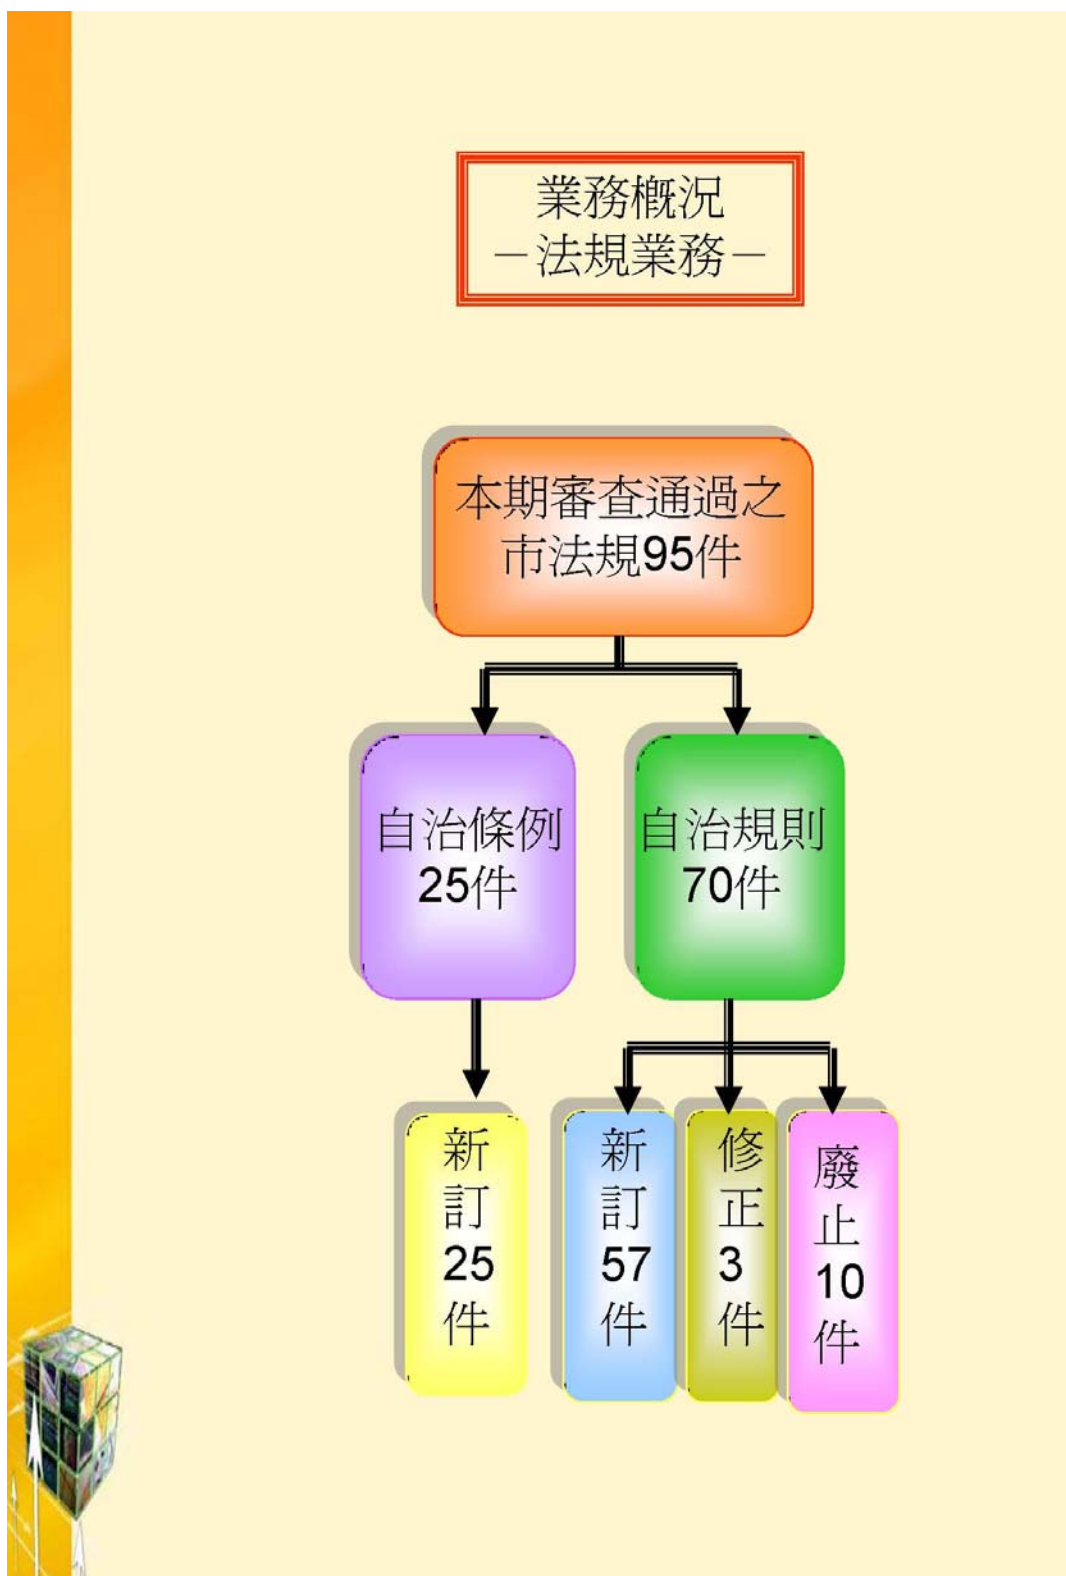 業務概況
－法規業務－
本期審查通過之
市法規95件
自治條例
25件
自治規則
70件
新
訂
25
件
新
訂
57
件
修
正
3
件
廢
止
10
件